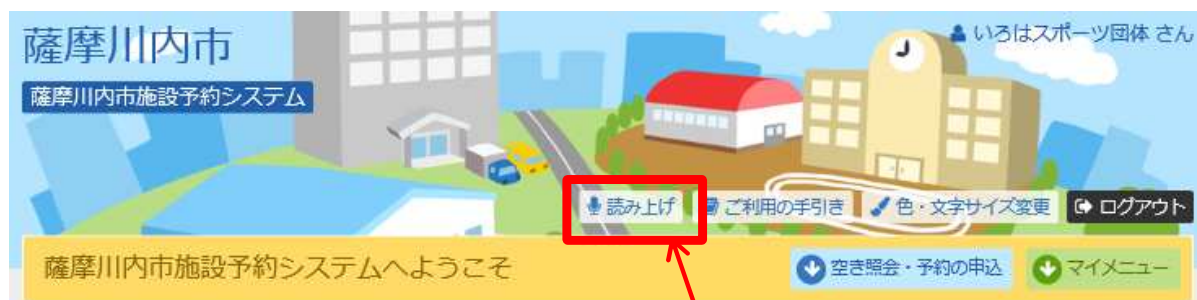 薩摩川内市
いろはスポーツ団体 さん
薩摩川内市施設予約システム
読み上げ ご利用の手引き 色・文字サイズ変更 ログアウト
薩摩川内市施設予約システムへようこそ 空き照会・予約の申込 マイメニュー